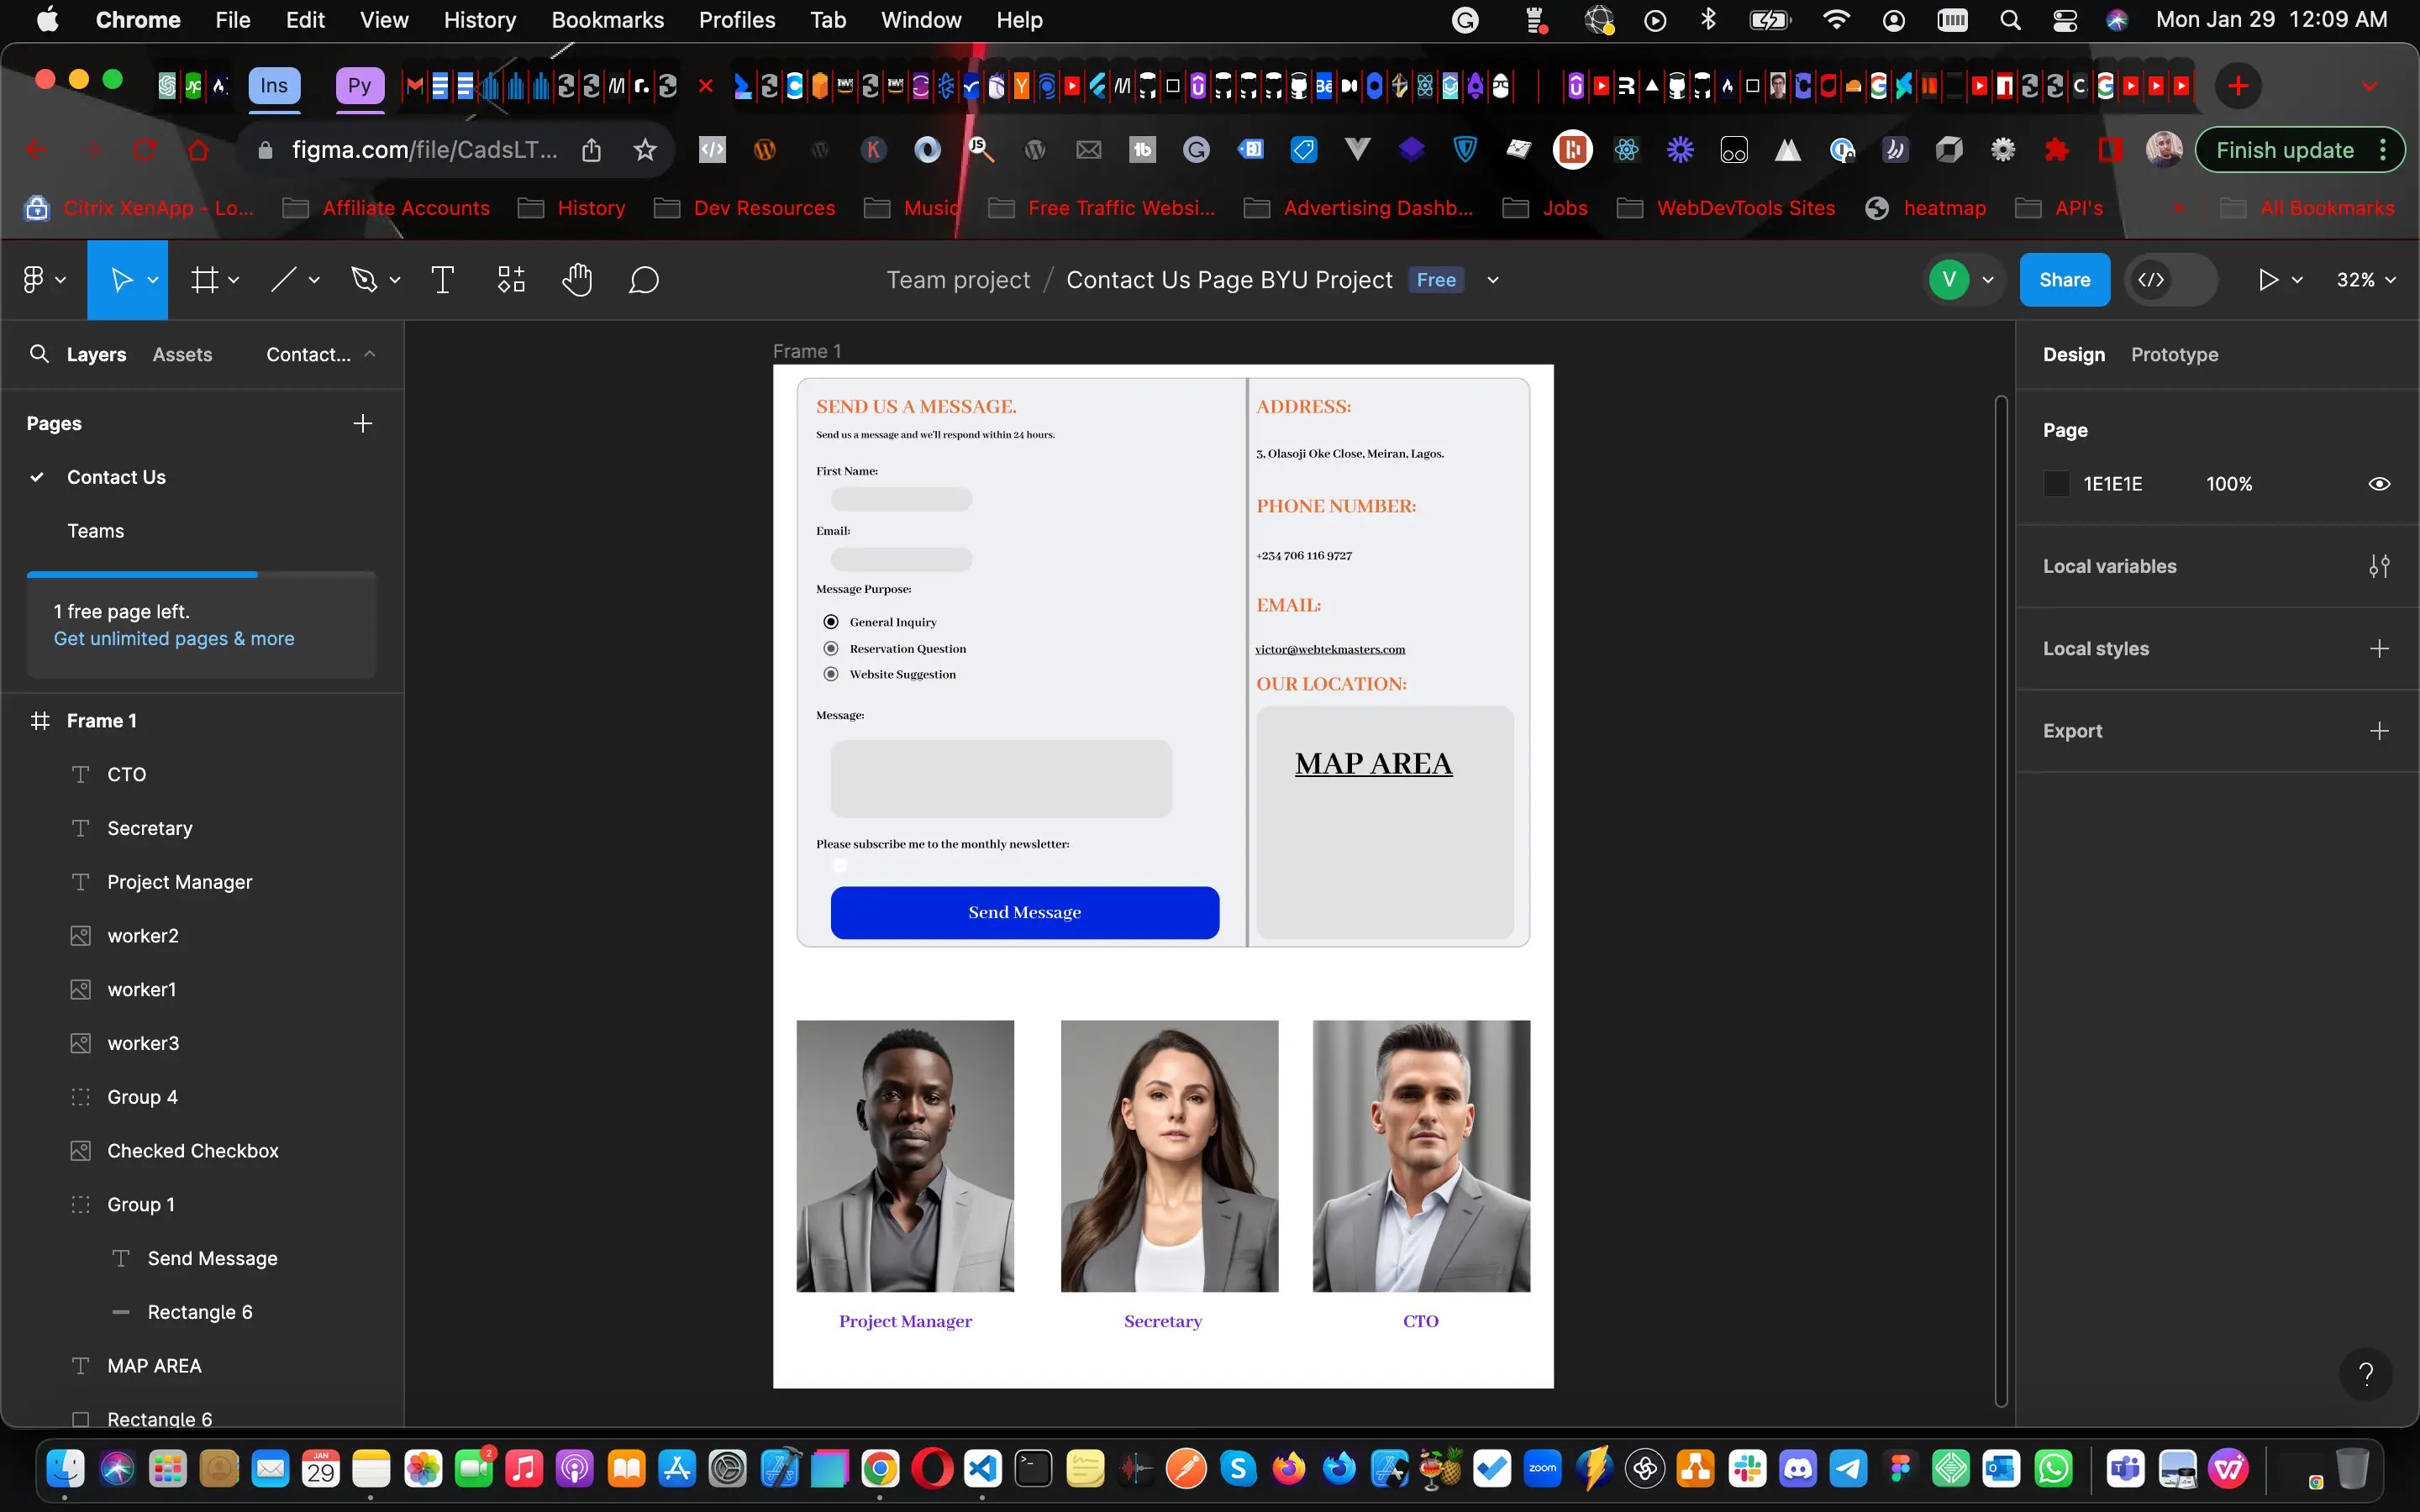 Chrome File Edit View History Bookmarks Profiles Tab Window Help Mon Jan 29 12:09 AM
Ins Py
figma.com/file/CadsLT... Finish update
Citrix XenApp - Lo... Affiliate Accounts History Dev Resources Music Free Traffic Websi... Advertising Dashb... Jobs WebDevTools Sites heatmap API's » All Bookmarks
Team project / Contact Us Page BYU Project Free V Share 32%
Layers Assets Contact...
Pages
Contact Us
Teams
1 free page left.
Get unlimited pages & more
Frame 1
CTO
Secretary
Project Manager
worker2
worker1
worker3
Group 4
Checked Checkbox
Group 1
Send Message
Rectangle 6
MAP AREA
Rectangle 6
Frame 1
SEND US A MESSAGE.
Send us a message and we'll respond within 24 hours.
First Name:
Email:
Message Purpose:
General Inquiry
Reservation Question
Website Suggestion
Message:
Please subscribe me to the monthly newsletter:
Send Message
ADDRESS:
3, Olasoji Oke Close, Meiran, Lagos.
PHONE NUMBER:
+234 706 116 9727
EMAIL:
victor@webtekmasters.com
OUR LOCATION:
MAP AREA
Project Manager
Secretary
CTO
Design Prototype
Page
1E1E1E 100%
Local variables
Local styles
Export
?
JAN
29
2
zoom